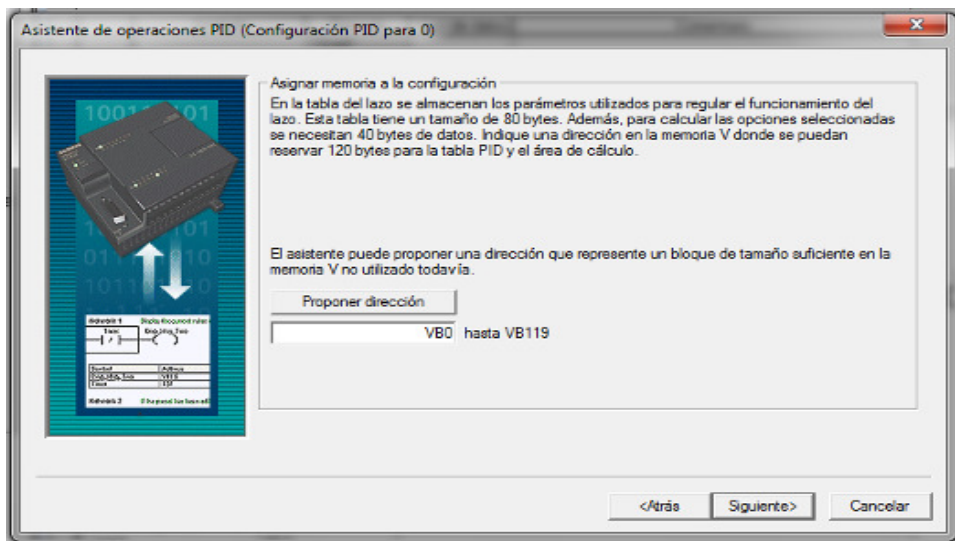 Asistente de operaciones PID (Configuración PID para 0)
Asignar memoria a la configuración
En la tabla del lazo se almacenan los parámetros utilizados para regular el funcionamiento del
lazo. Esta tabla tiene un tamaño de 80 bytes. Además, para calcular las opciones seleccionadas
se necesitan 40 bytes de datos. Indique una dirección en la memoria V donde se puedan
reservar 120 bytes para la tabla PID y el área de cálculo.
El asistente puede proponer una dirección que represente un bloque de tamaño suficiente en la
memoria V no utilizado todavía.
Proponer dirección
VB0 hasta VB119
Network 1
Network 2
<Atrás
Siguiente>
Cancelar